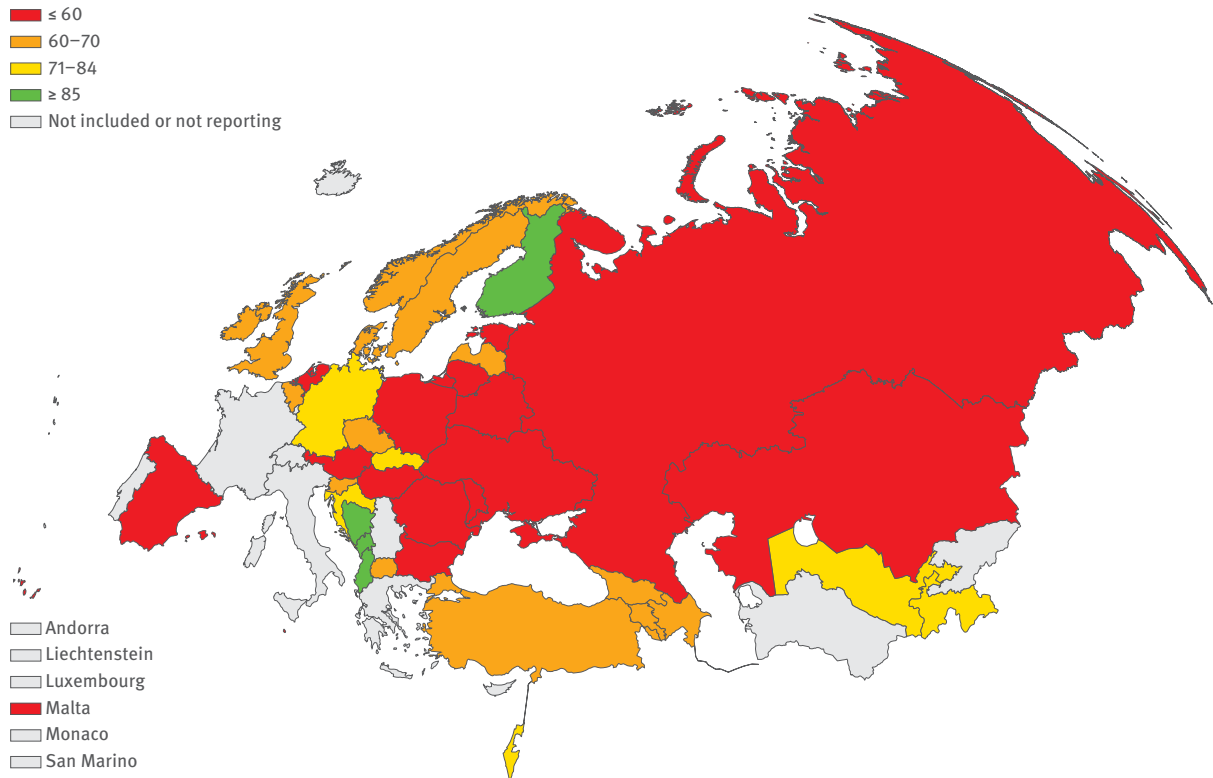 ≤ 60
60–70
71–84
≥ 85
Not included or not reporting
Andorra
Liechtenstein
Luxembourg
Malta
Monaco
San Marino